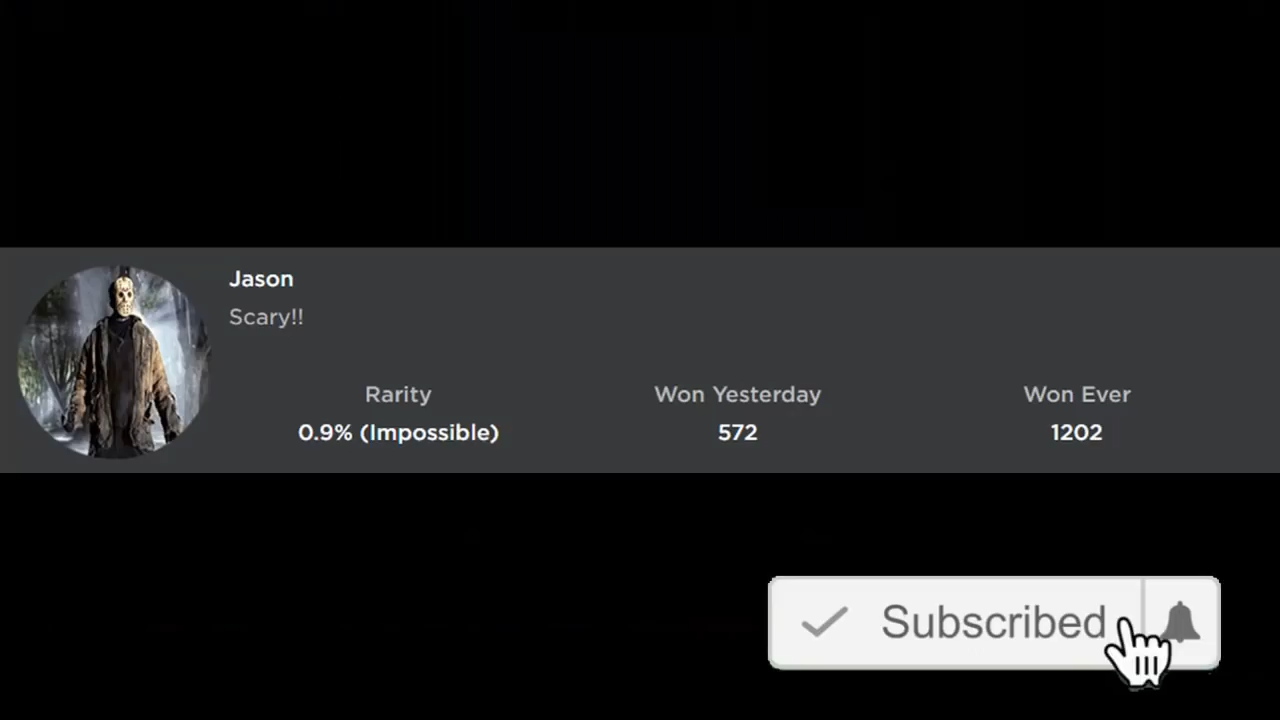 Jason
Scary!!
Rarity Won Yesterday Won Ever
0.9% (Impossible) 572 1202
Subscribed